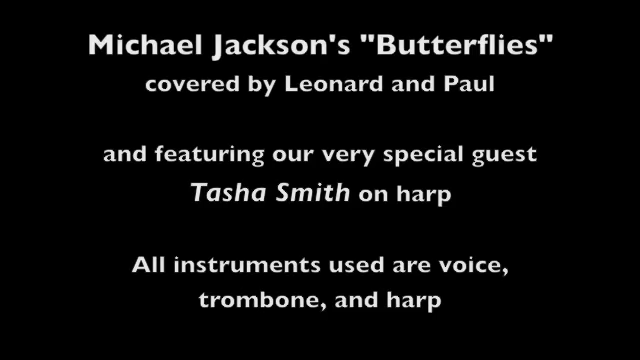 Michael Jackson's "Butterflies"
covered by Leonard and Paul
and featuring our very special guest
Tasha Smith on harp
All instruments used are voice,
trombone, and harp